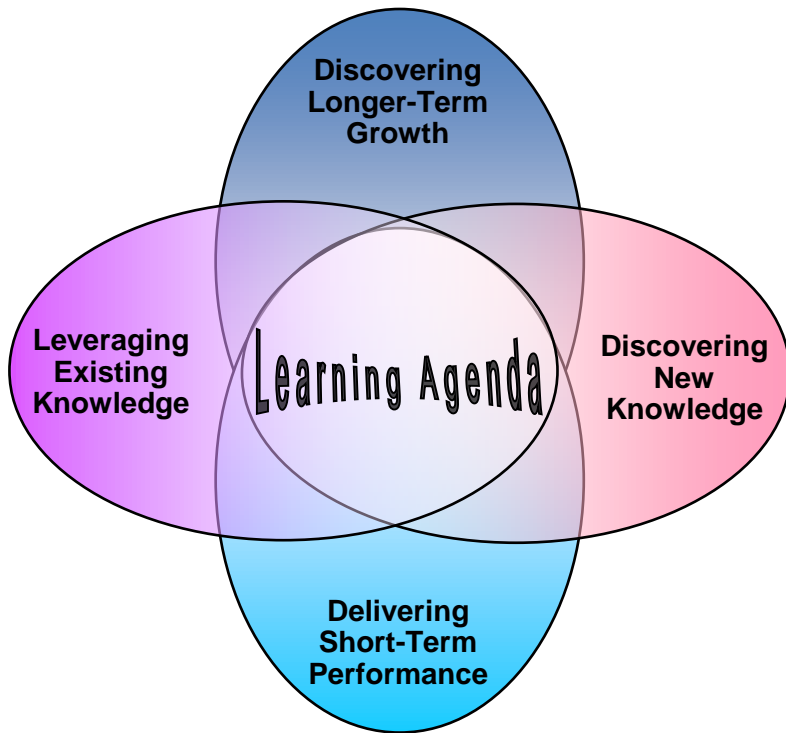 Discovering
Longer-Term
Growth
Leveraging
Existing
Knowledge
Learning Agenda
Discovering
New
Knowledge
Delivering
Short-Term
Performance